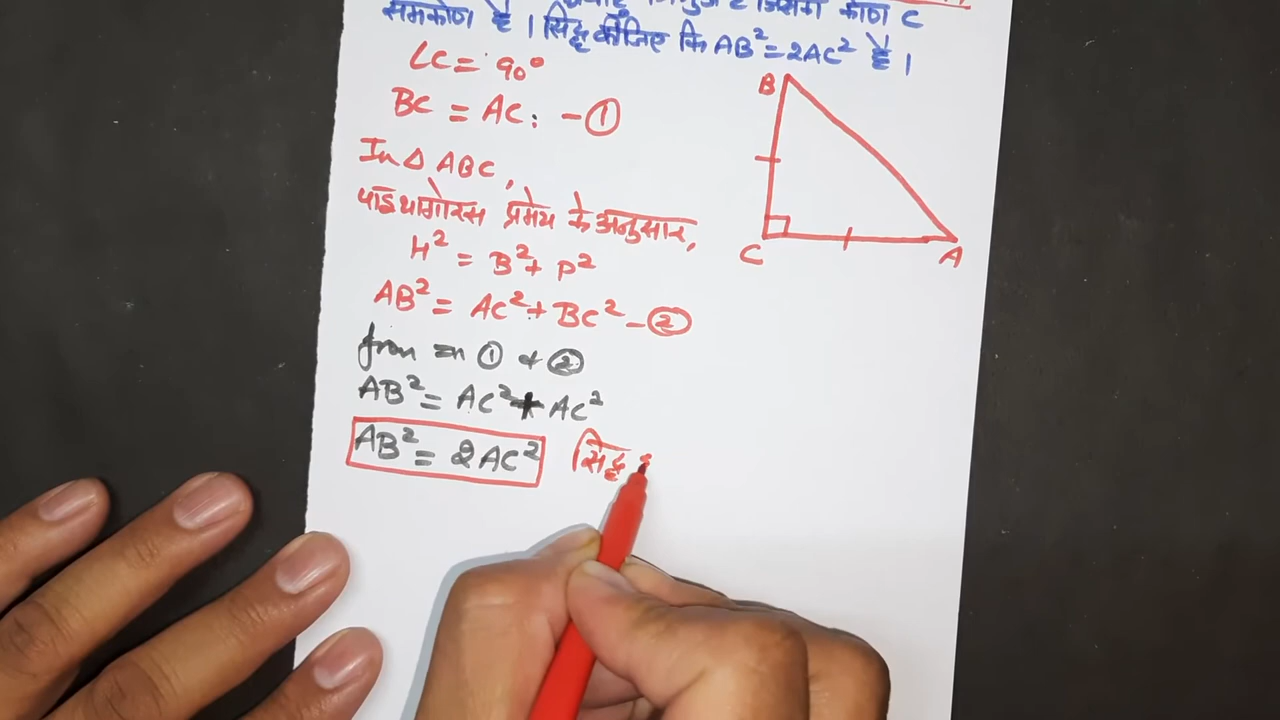 त्रिभुज है जिसमें कोण C
समकोण है । सिद्ध कीजिए कि AB² = 2AC² है ।
∠C = 90°
BC = AC: - ①
In △ ABC,
पाइथागोरस प्रमेय के अनुसार,
H² = B² + P²
AB² = AC² + BC² - ②
from ① & ②
AB² = AC² + AC²
AB² = 2AC² सिद्ध
B
C
A